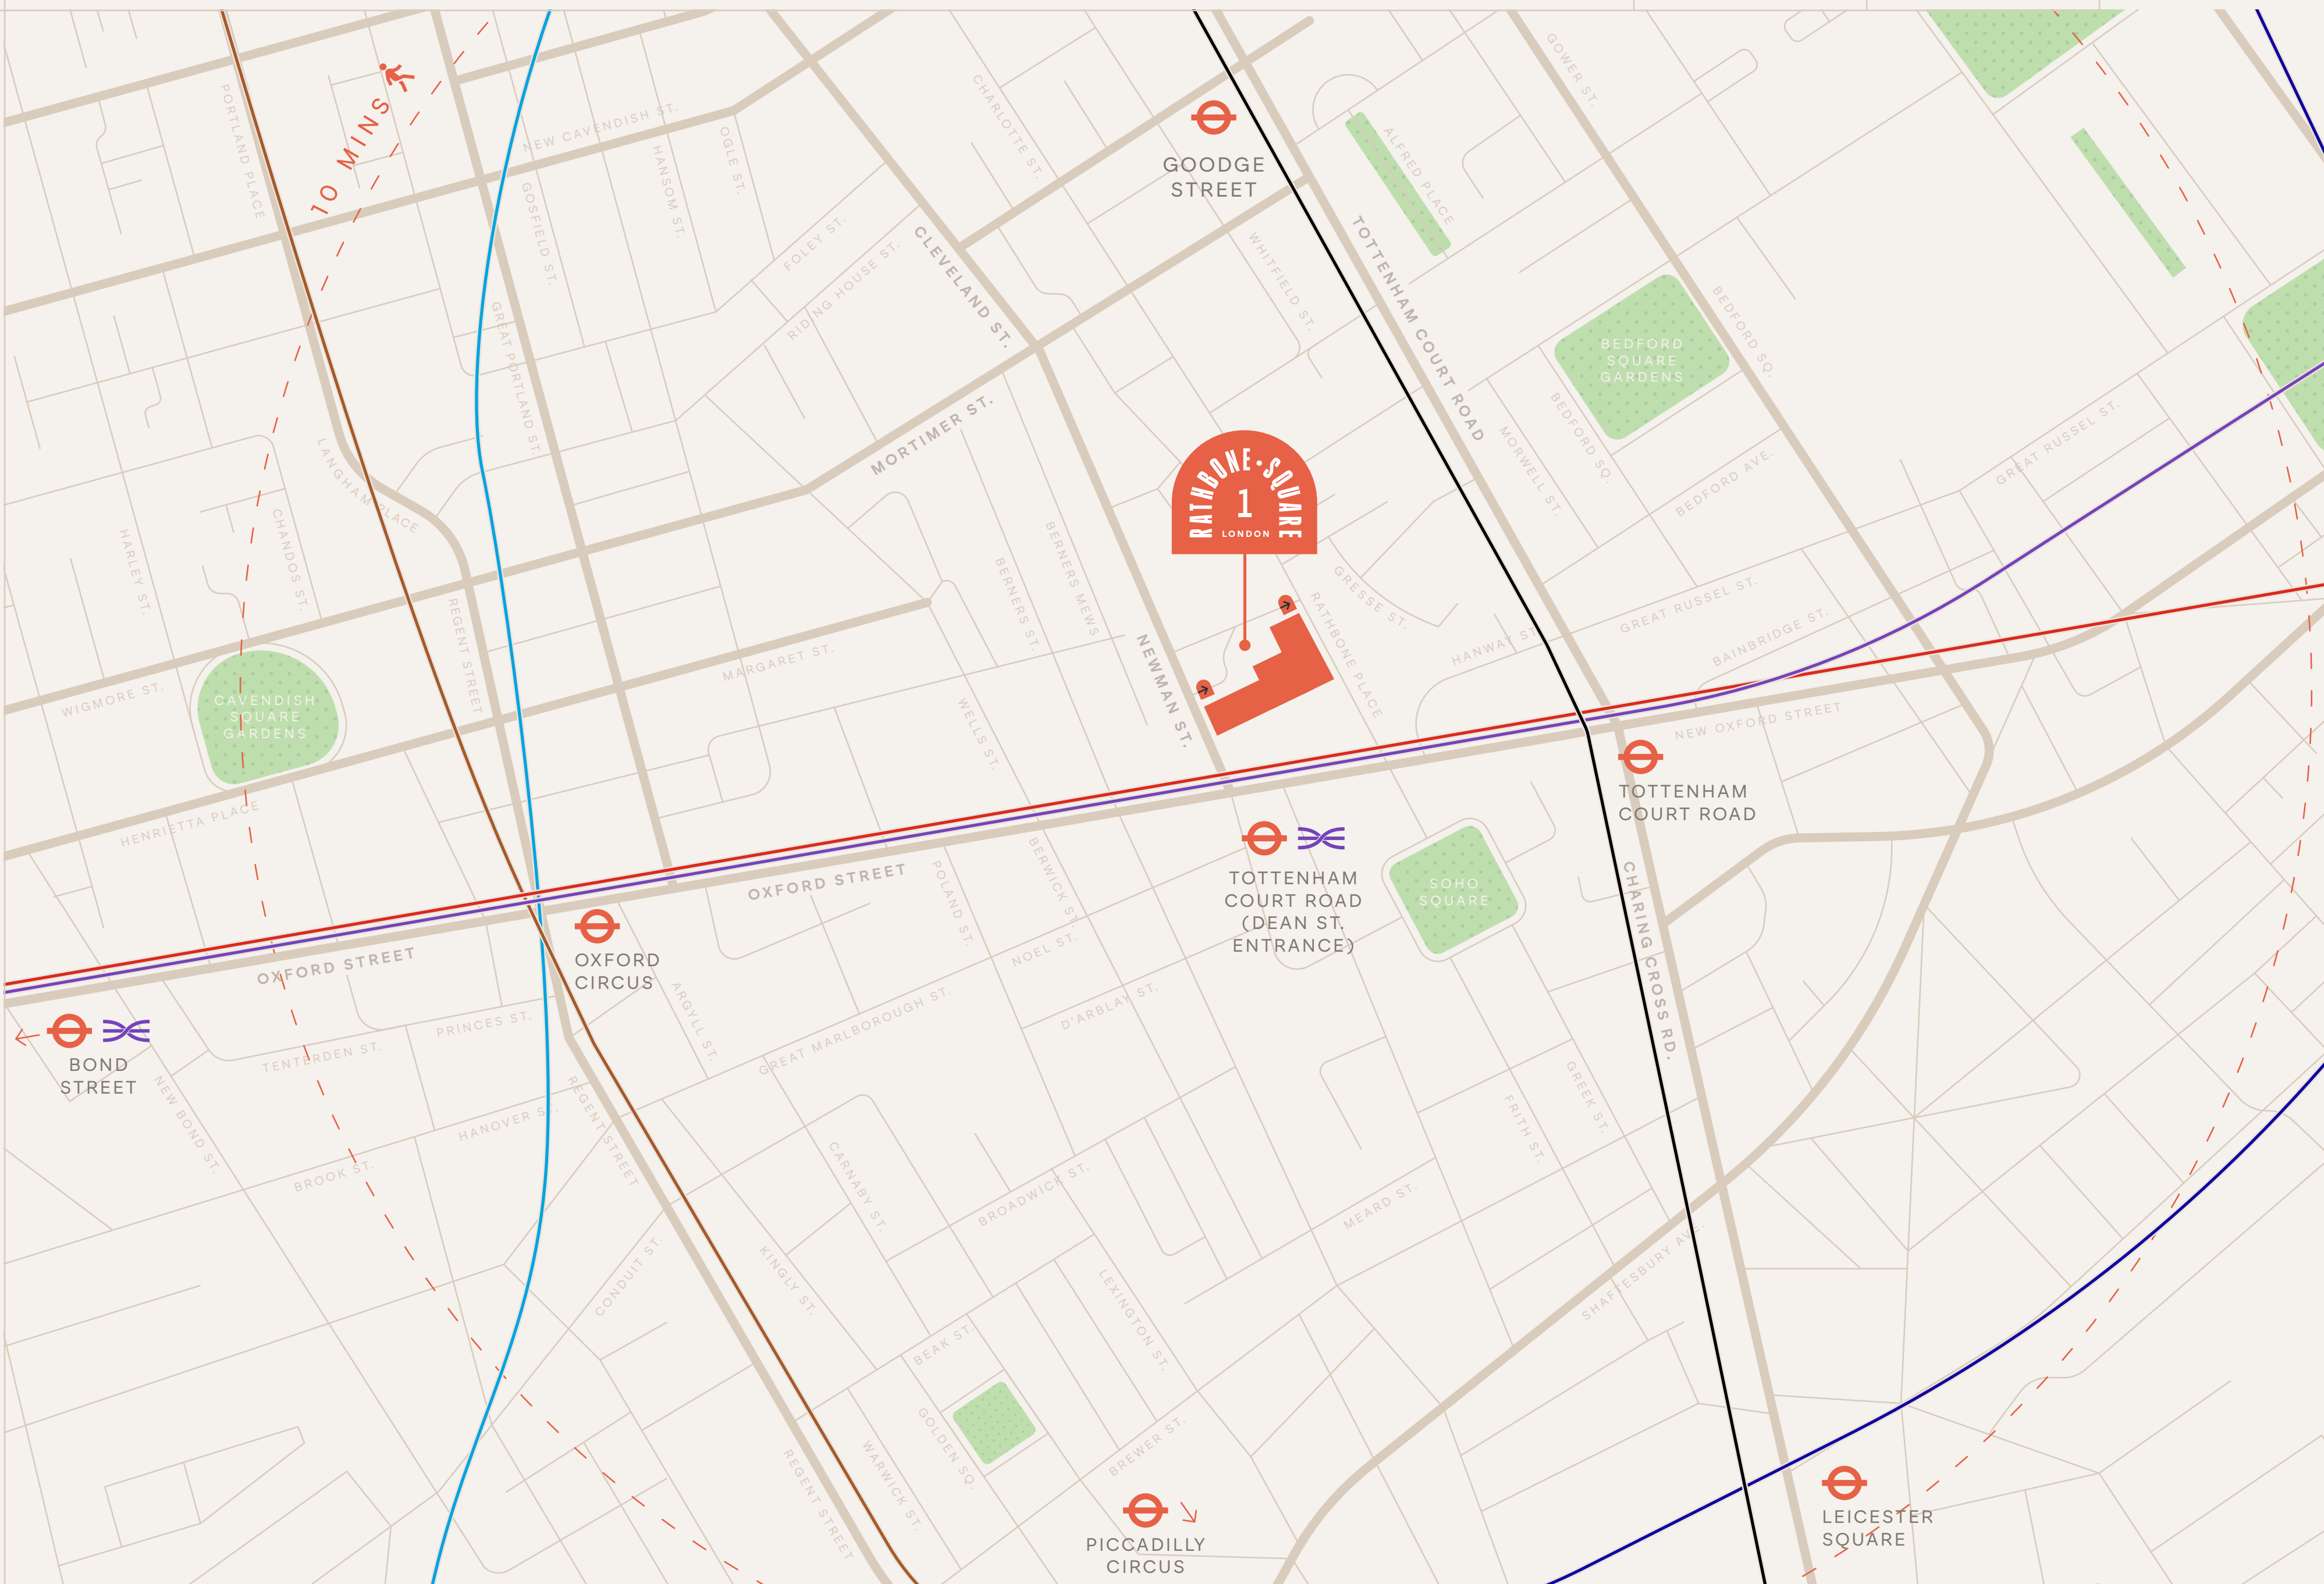 10 MINS
PORTLAND PLACE
NEW CAVENDISH ST.
HANSOM ST.
OGLE ST.
GOSFIELD ST.
GREAT PORTLAND ST.
FOLEY ST.
RIDING HOUSE ST.
CLEVELAND ST.
CHARLOTTE ST.
GOODGE
STREET
WHITFIELD ST.
ALFRED PLACE
GOWER ST.
TOTTENHAM COURT ROAD
BEDFORD
SQUARE
GARDENS
BEDFORD SQ.
BEDFORD SQ.
MORWELL ST.
BEDFORD AVE.
GREAT RUSSEL ST.
MORTIMER ST.
LANGHAM PLACE
HARLEY ST.
CHANDOS ST.
REGENT STREET
RATHBONE • SQUARE
1
LONDON
BERNERS MEWS
BERNERS ST.
NEWMAN ST.
GRESSE ST.
RATHBONE PLACE
HANWAY ST.
GREAT RUSSEL ST.
BAINBRIDGE ST.
NEW OXFORD STREET
WIGMORE ST.
CAVENDISH
SQUARE
GARDENS
MARGARET ST.
WELLS ST.
HENRIETTA PLACE
TOTTENHAM
COURT ROAD
OXFORD STREET
OXFORD STREET
OXFORD
CIRCUS
TOTTENHAM
COURT ROAD
(DEAN ST.
ENTRANCE)
SOHO
SQUARE
CHARING CROSS RD.
BERWICK ST.
POLAND ST.
NOEL ST.
D'ARBLAY ST.
GREAT MARLBOROUGH ST.
ARGYLL ST.
PRINCES ST.
TENTERDEN ST.
BOND
STREET
NEW BOND ST.
HANOVER ST.
BROOK ST.
REGENT STREET
CARNABY ST.
BROADWICK ST.
MEARD ST.
FRITH ST.
GREEK ST.
SHAFTESBURY AVE.
CONDUIT ST.
KINGLY ST.
LEXINGTON ST.
BEAK ST.
GOLDEN SQ.
BREWER ST.
WARWICK ST.
REGENT STREET
PICCADILLY
CIRCUS
LEICESTER
SQUARE